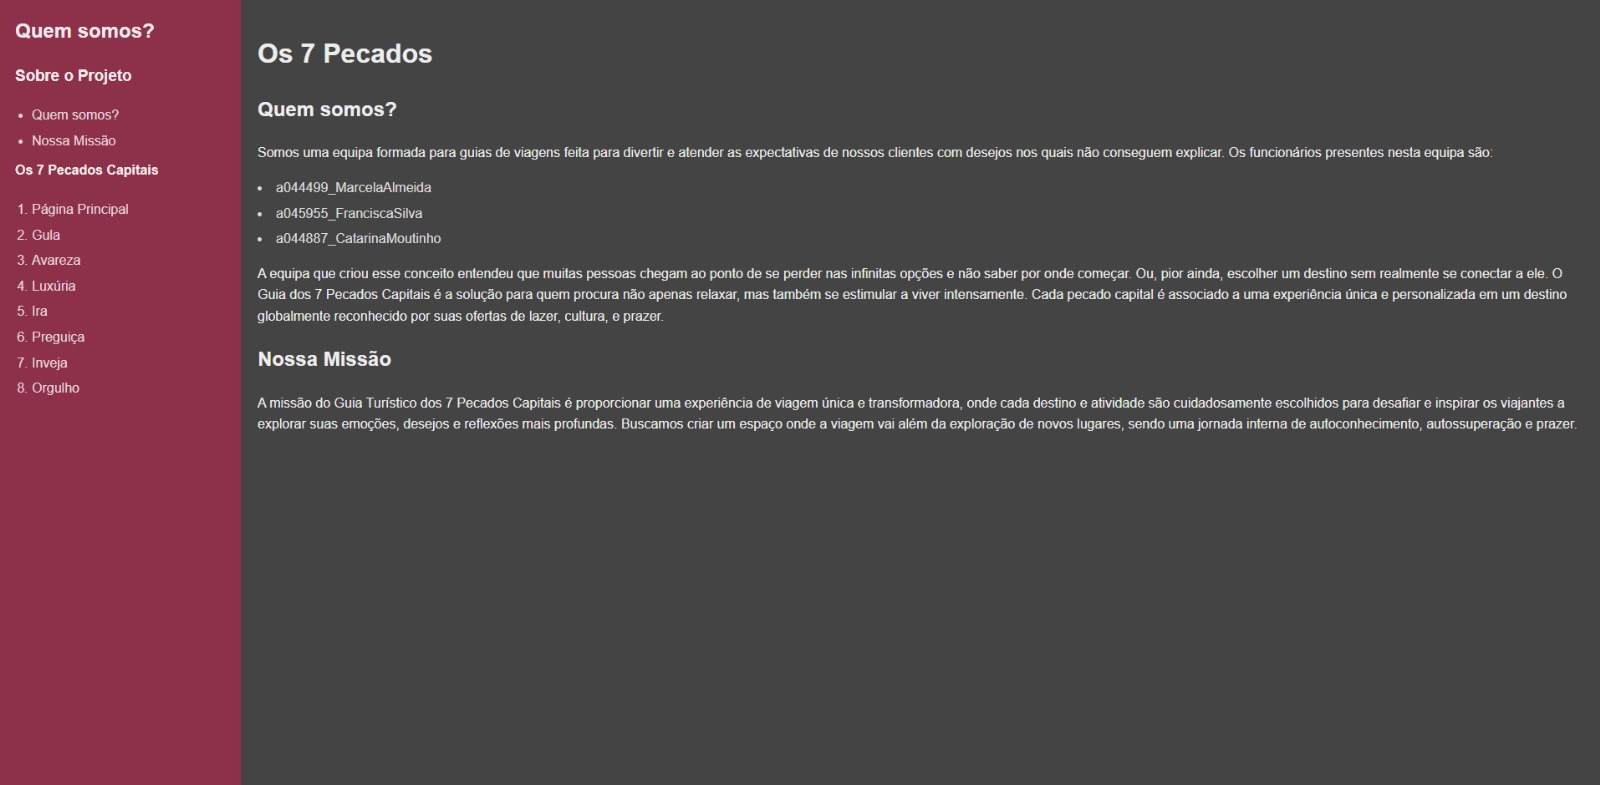 Quem somos?
Sobre o Projeto
• Quem somos?
• Nossa Missão
Os 7 Pecados Capitais
1. Página Principal
2. Gula
3. Avareza
4. Luxúria
5. Ira
6. Preguiça
7. Inveja
8. Orgulho
Os 7 Pecados
Quem somos?
Somos uma equipa formada para guias de viagens feita para divertir e atender as expectativas de nossos clientes com desejos nos quais não conseguem explicar. Os funcionários presentes nesta equipa são:
• a044499_MarcelaAlmeida
• a045955_FranciscaSilva
• a044887_CatarinaMoutinho
A equipa que criou esse conceito entendeu que muitas pessoas chegam ao ponto de se perder nas infinitas opções e não saber por onde começar. Ou, pior ainda, escolher um destino sem realmente se conectar a ele. O
Guia dos 7 Pecados Capitais é a solução para quem procura não apenas relaxar, mas também se estimular a viver intensamente. Cada pecado capital é associado a uma experiência única e personalizada em um destino
globalmente reconhecido por suas ofertas de lazer, cultura, e prazer.
Nossa Missão
A missão do Guia Turístico dos 7 Pecados Capitais é proporcionar uma experiência de viagem única e transformadora, onde cada destino e atividade são cuidadosamente escolhidos para desafiar e inspirar os viajantes a
explorar suas emoções, desejos e reflexões mais profundas. Buscamos criar um espaço onde a viagem vai além da exploração de novos lugares, sendo uma jornada interna de autoconhecimento, autossuperação e prazer.